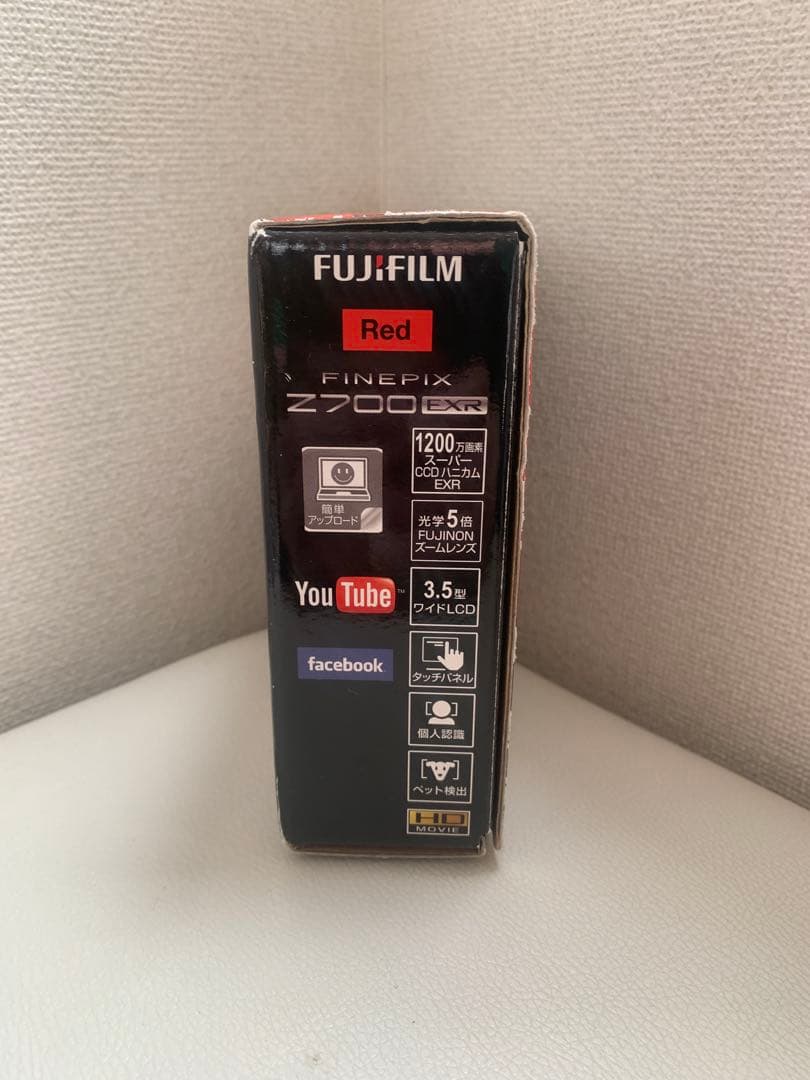 FUJIFILM
Red
FINEPIX
Z700 EXR
簡単
アップロード
YouTube™
facebook
1200万画素
スーパー
CCDハニカム
EXR
光学5倍
FUJINON
ズームレンズ
3.5型
ワイドLCD
タッチパネル
個人認識
ペット検出
HD
MOVIE